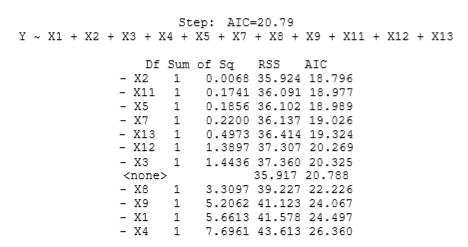 Step: AIC=20.79
Y ~ X1 + X2 + X3 + X4 + X5 + X7 + X8 + X9 + X11 + X12 + X13
Df Sum of Sq RSS AIC
- X2 1 0.0068 35.924 18.796
- X11 1 0.1741 36.091 18.977
- X5 1 0.1856 36.102 18.989
- X7 1 0.2200 36.137 19.026
- X13 1 0.4973 36.414 19.324
- X12 1 1.3897 37.307 20.269
- X3 1 1.4436 37.360 20.325
<none> 35.917 20.788
- X8 1 3.3097 39.227 22.226
- X9 1 5.2062 41.123 24.067
- X1 1 5.6613 41.578 24.497
- X4 1 7.6961 43.613 26.360